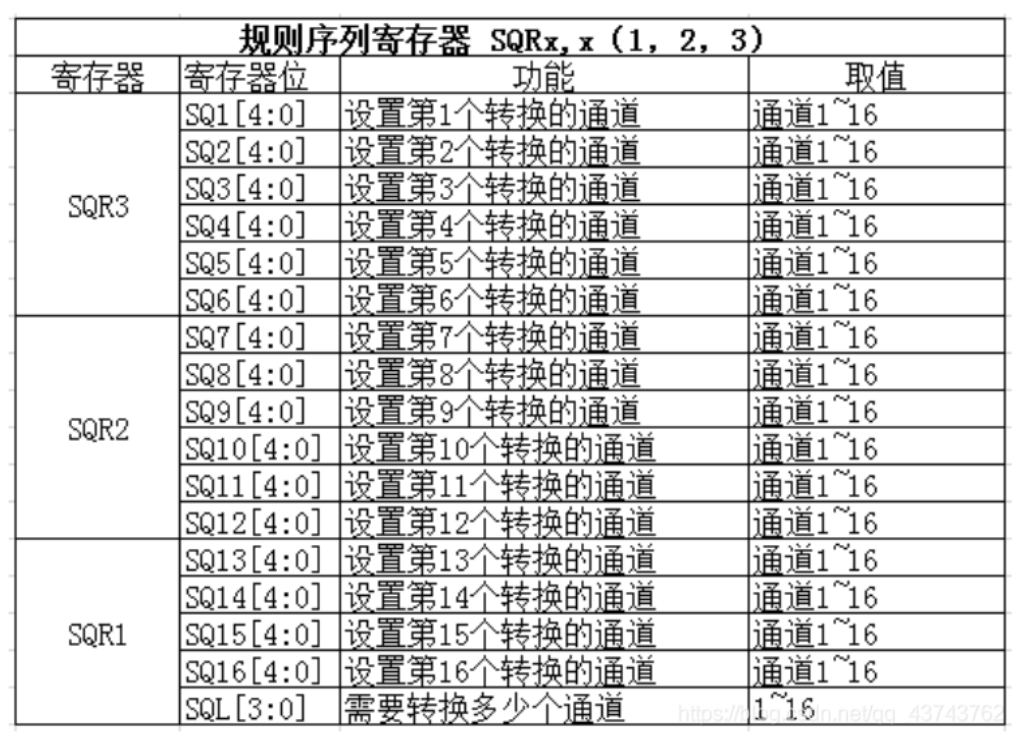 规则序列寄存器 SQRx,x（1, 2, 3）
寄存器 寄存器位 功能 取值
SQR3 SQ1[4:0] 设置第1个转换的通道 通道1~16
SQ2[4:0] 设置第2个转换的通道 通道1~16
SQ3[4:0] 设置第3个转换的通道 通道1~16
SQ4[4:0] 设置第4个转换的通道 通道1~16
SQ5[4:0] 设置第5个转换的通道 通道1~16
SQ6[4:0] 设置第6个转换的通道 通道1~16
SQR2 SQ7[4:0] 设置第7个转换的通道 通道1~16
SQ8[4:0] 设置第8个转换的通道 通道1~16
SQ9[4:0] 设置第9个转换的通道 通道1~16
SQ10[4:0] 设置第10个转换的通道 通道1~16
SQ11[4:0] 设置第11个转换的通道 通道1~16
SQ12[4:0] 设置第12个转换的通道 通道1~16
SQR1 SQ13[4:0] 设置第13个转换的通道 通道1~16
SQ14[4:0] 设置第14个转换的通道 通道1~16
SQ15[4:0] 设置第15个转换的通道 通道1~16
SQ16[4:0] 设置第16个转换的通道 通道1~16
SQL[3:0] 需要转换多少个通道 1~16
https://blog.csdn.net/qq_43743762